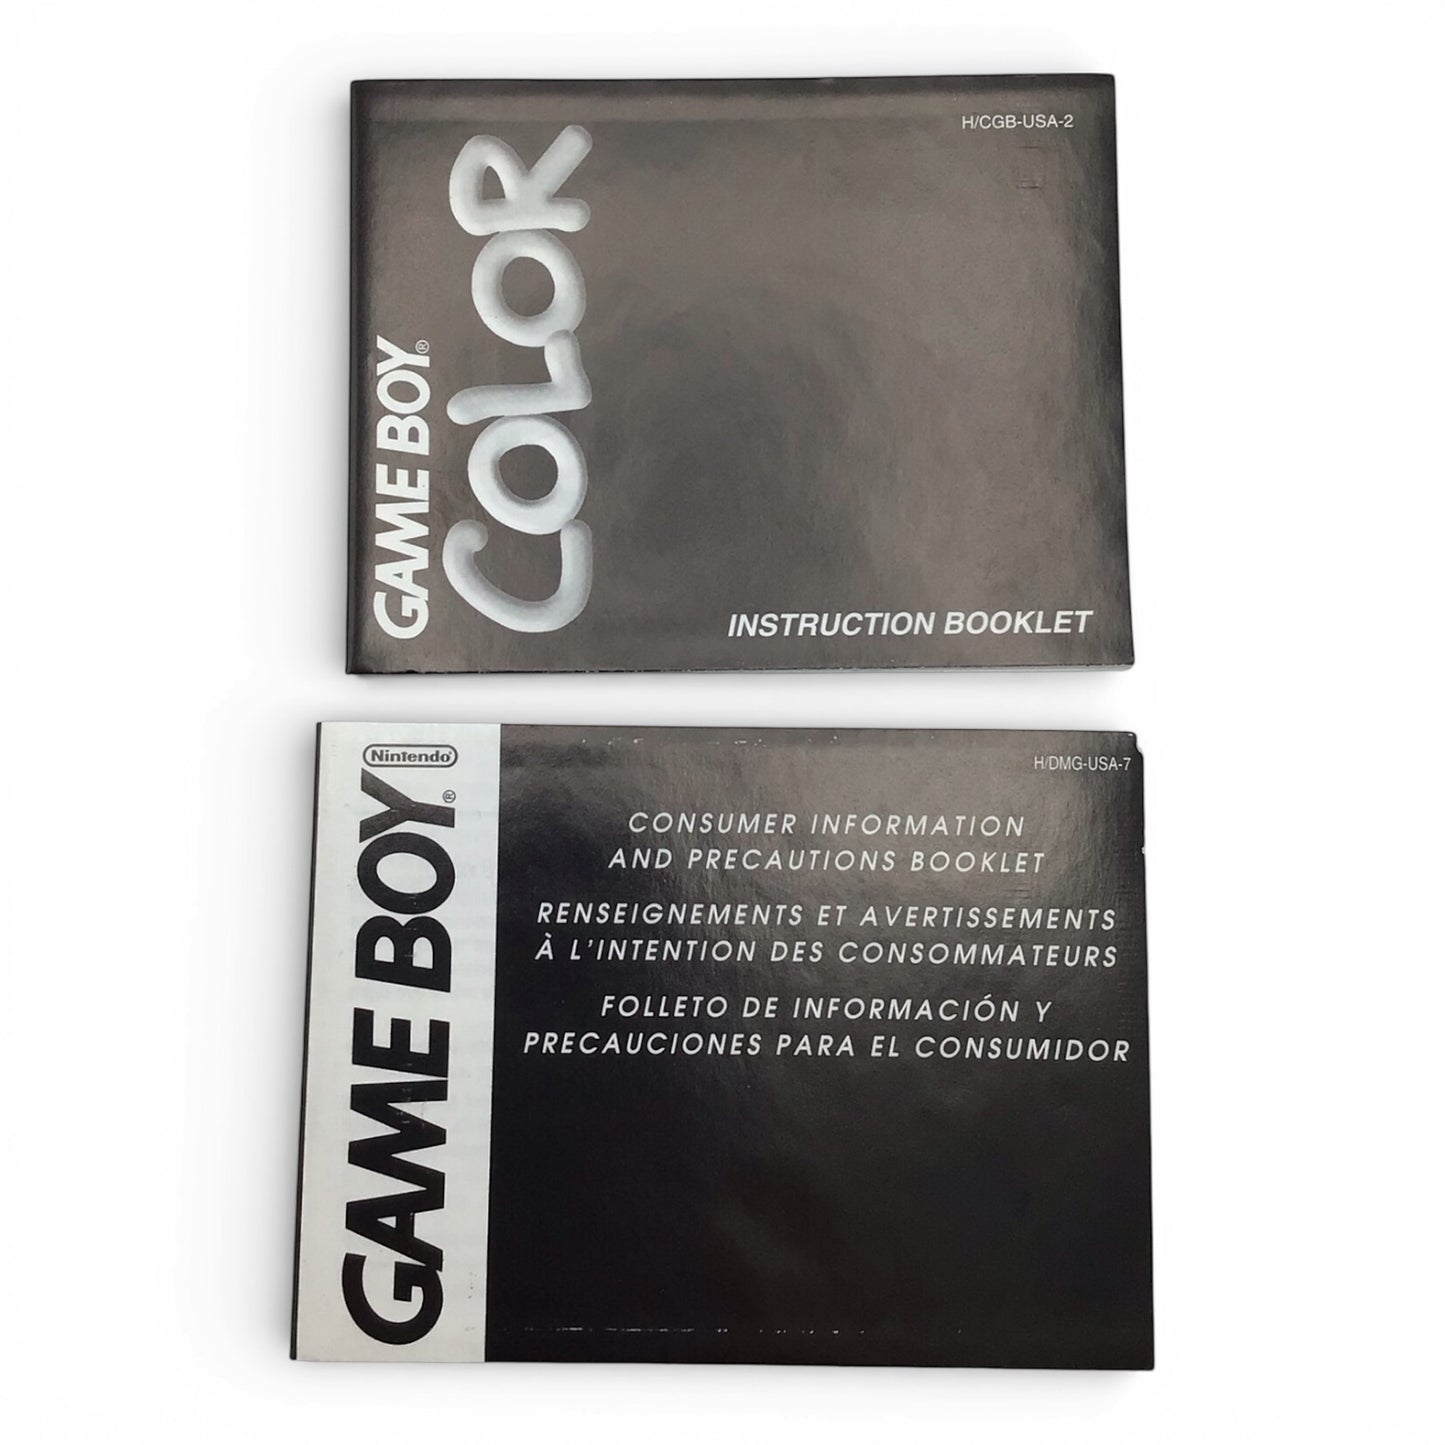 H/CGB-USA-2
GAME BOY®
COLOR
INSTRUCTION BOOKLET
Nintendo®
GAME BOY®
H/DMG-USA-7
CONSUMER INFORMATION
AND PRECAUTIONS BOOKLET
RENSEIGNEMENTS ET AVERTISSEMENTS
À L'INTENTION DES CONSOMMATEURS
FOLLETO DE INFORMACIÓN Y
PRECAUCIONES PARA EL CONSUMIDOR